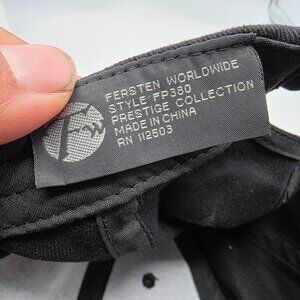 FERSTEN WORLDWIDE
STYLE FP380
PRESTIGE COLLECTION
MADE IN CHINA
RN 112503